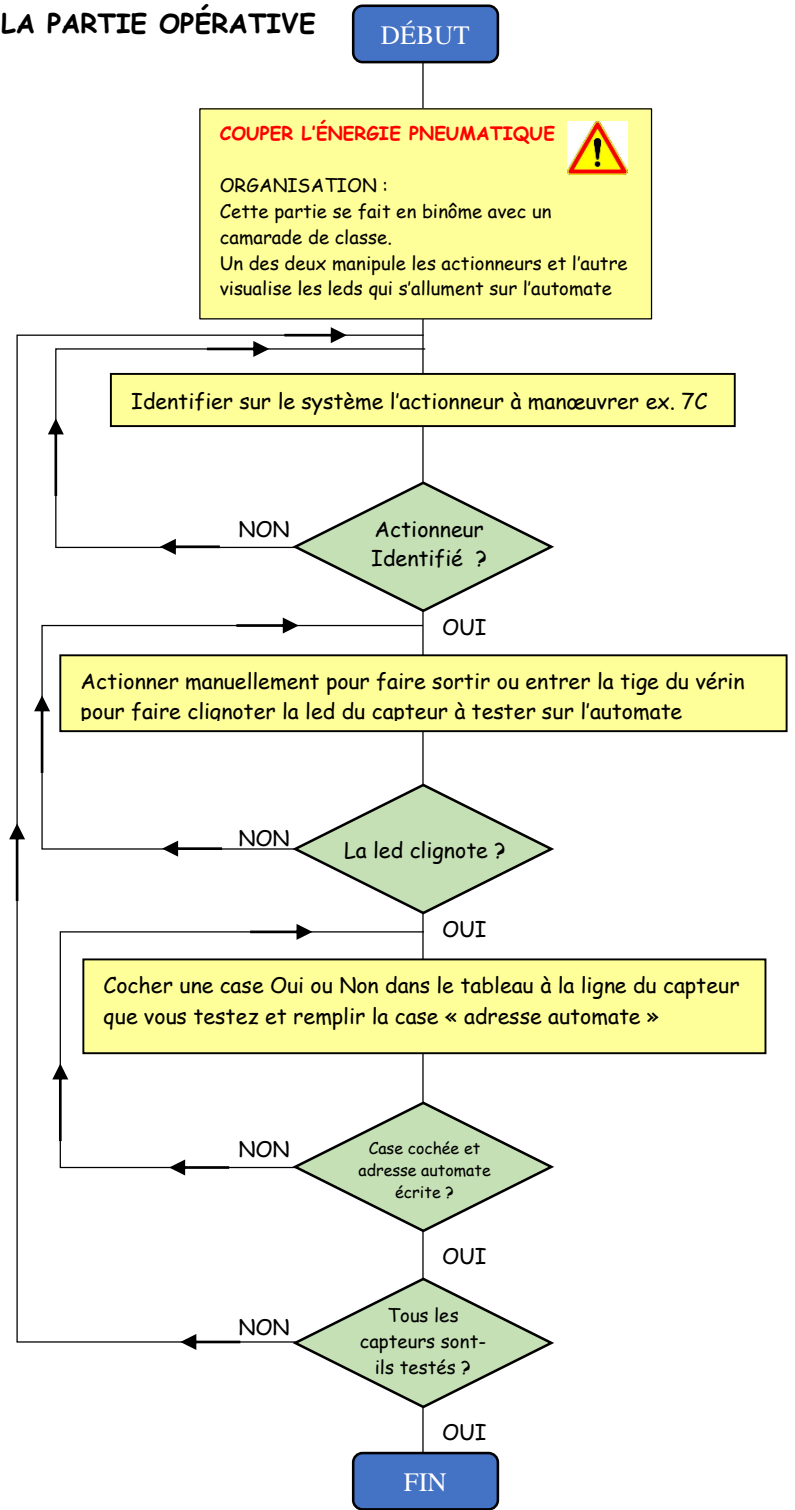 LA PARTIE OPÉRATIVE
DÉBUT
COUPER L'ÉNERGIE PNEUMATIQUE
ORGANISATION :
Cette partie se fait en binôme avec un
camarade de classe.
Un des deux manipule les actionneurs et l'autre
visualise les leds qui s'allument sur l'automate
Identifier sur le système l'actionneur à manœuvrer ex. 7C
NON
Actionneur
Identifié ?
OUI
Actionner manuellement pour faire sortir ou entrer la tige du vérin
pour faire clignoter la led du capteur à tester sur l'automate
NON
La led clignote ?
OUI
Cocher une case Oui ou Non dans le tableau à la ligne du capteur
que vous testez et remplir la case « adresse automate »
NON
Case cochée et
adresse automate
écrite ?
OUI
NON
Tous les
capteurs sont-
ils testés ?
OUI
FIN